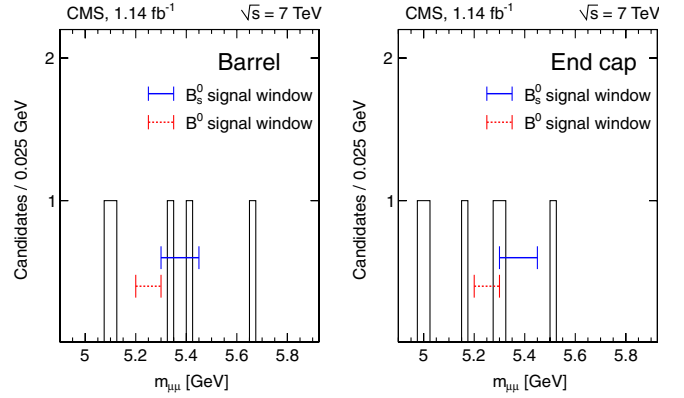 CMS, 1.14 fb⁻¹ √s = 7 TeV
Barrel
B⁰ₛ signal window
B⁰ signal window
Candidates / 0.025 GeV
2
1
5 5.2 5.4 5.6 5.8
m_μμ [GeV]
CMS, 1.14 fb⁻¹ √s = 7 TeV
End cap
B⁰ₛ signal window
B⁰ signal window
Candidates / 0.025 GeV
2
1
5 5.2 5.4 5.6 5.8
m_μμ [GeV]